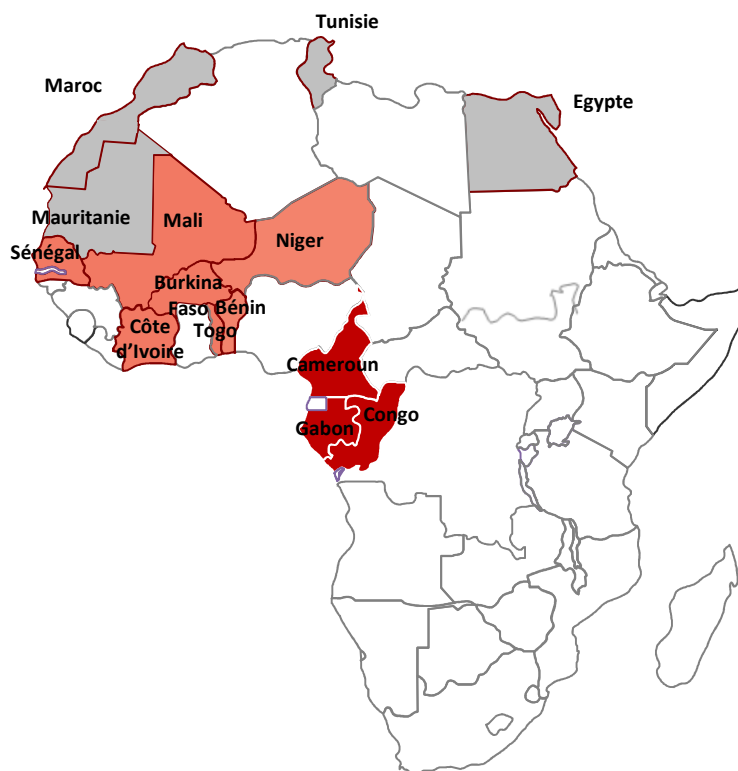 Tunisie
Maroc
Egypte
Mauritanie
Mali
Sénégal
Niger
Burkina
Faso
Bénin
Togo
Côte
d’Ivoire
Cameroun
Gabon
Congo